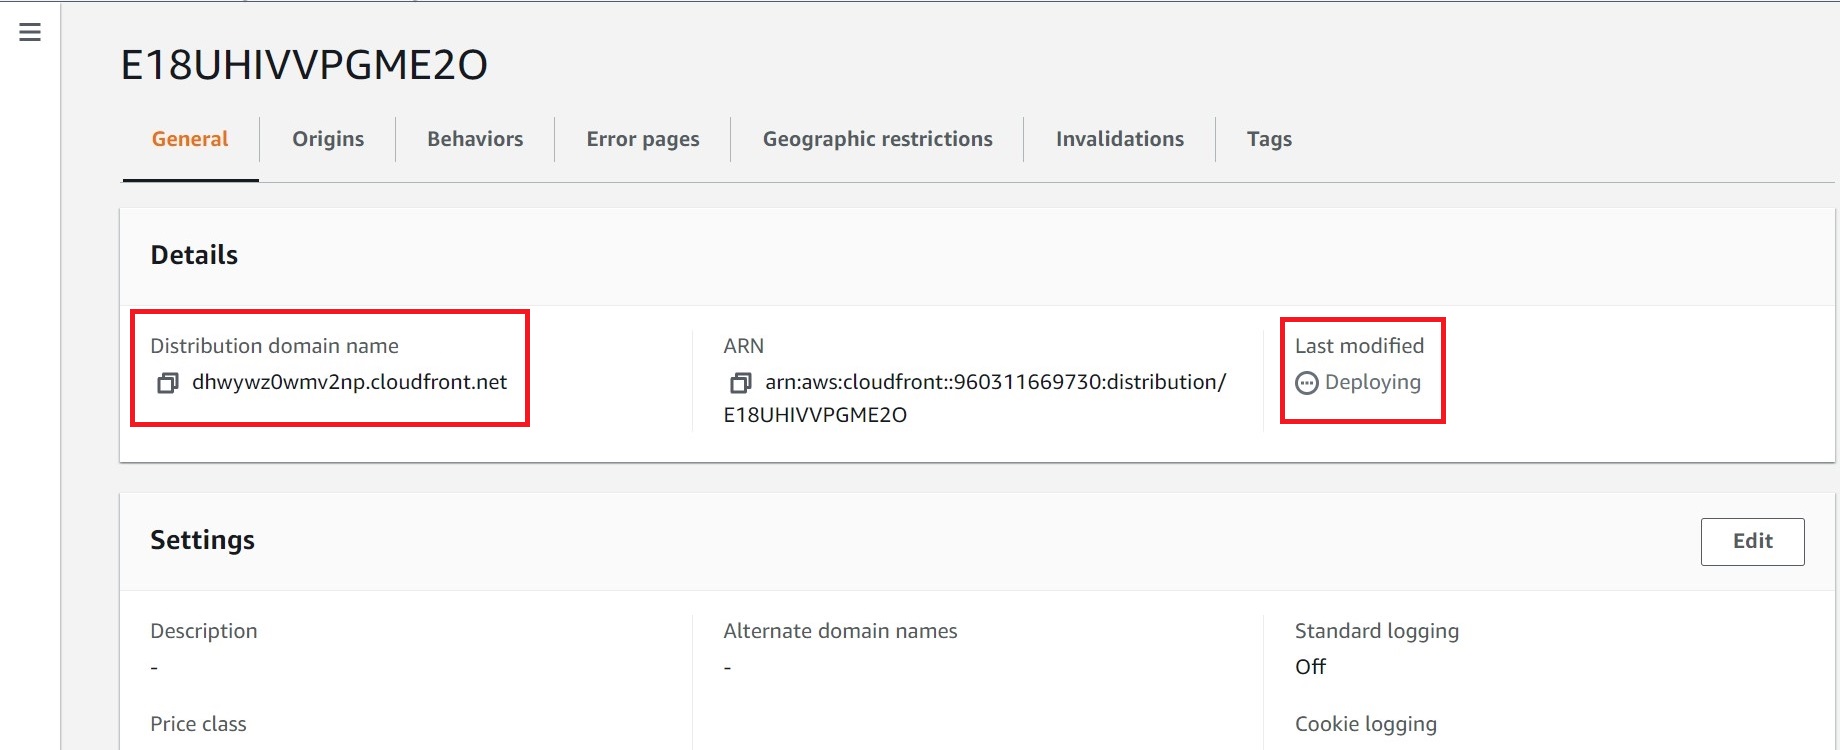 E18UHIVVPGME2O
General Origins Behaviors Error pages Geographic restrictions Invalidations Tags
Details
Distribution domain name
dhwywz0wmv2np.cloudfront.net
ARN
arn:aws:cloudfront::960311669730:distribution/
E18UHIVVPGME2O
Last modified
Deploying
Settings
Edit
Description
-
Alternate domain names
-
Standard logging
Off
Price class
Cookie logging